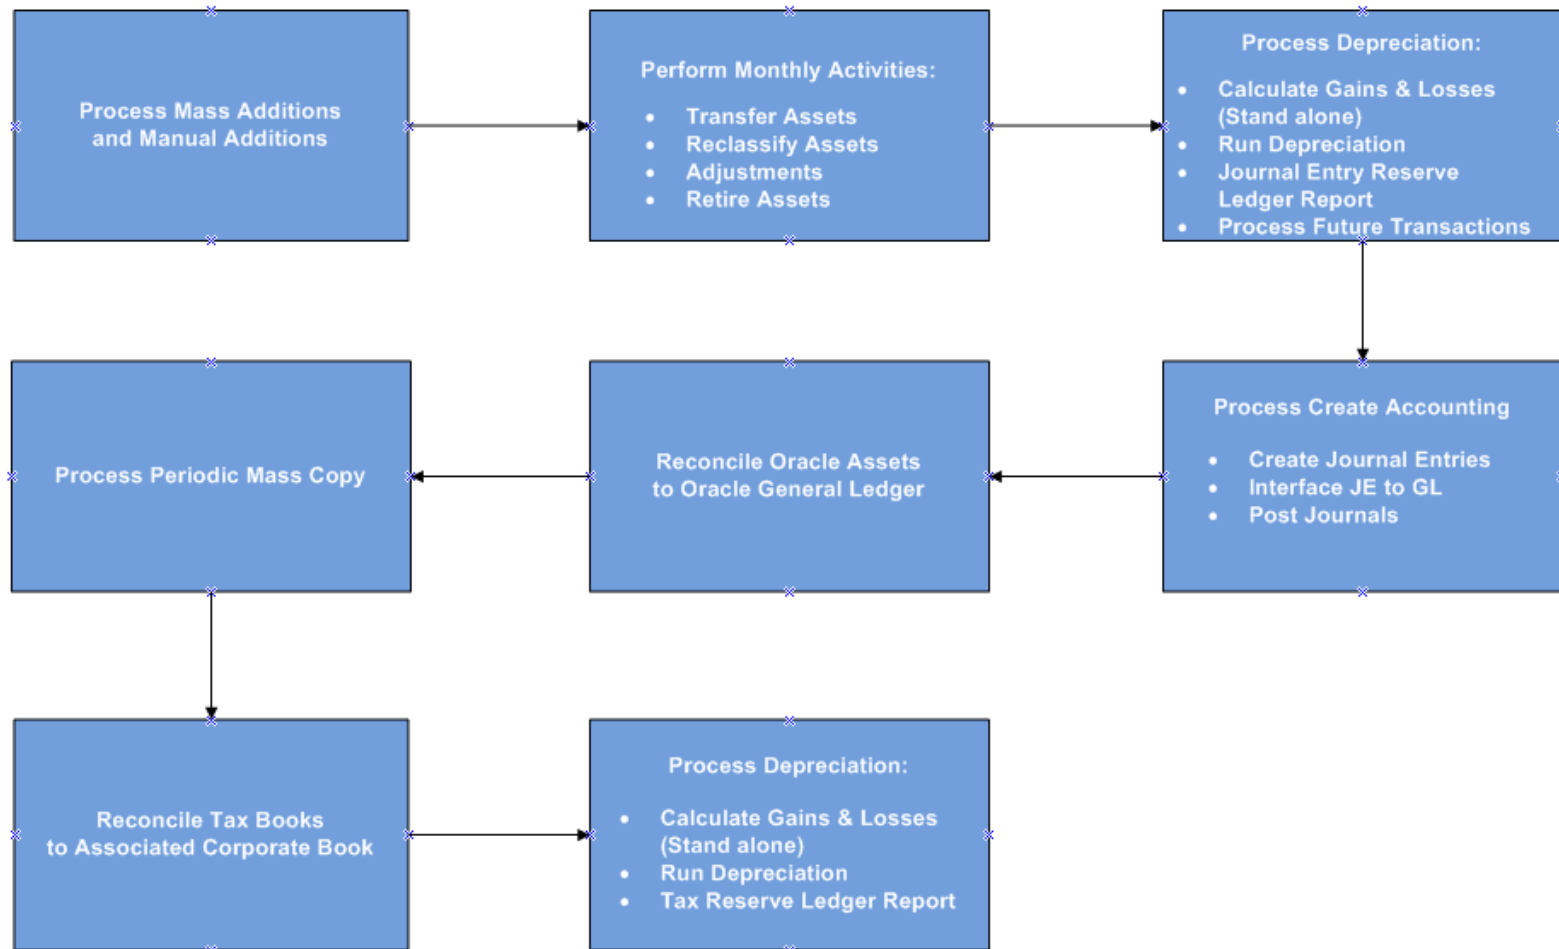 Process Mass Additions
and Manual Additions
Perform Monthly Activities:
• Transfer Assets
• Reclassify Assets
• Adjustments
• Retire Assets
Process Depreciation:
• Calculate Gains & Losses
(Stand alone)
• Run Depreciation
• Journal Entry Reserve
Ledger Report
• Process Future Transactions
Process Create Accounting
• Create Journal Entries
• Interface JE to GL
• Post Journals
Reconcile Oracle Assets
to Oracle General Ledger
Process Periodic Mass Copy
Reconcile Tax Books
to Associated Corporate Book
Process Depreciation:
• Calculate Gains & Losses
(Stand alone)
• Run Depreciation
• Tax Reserve Ledger Report